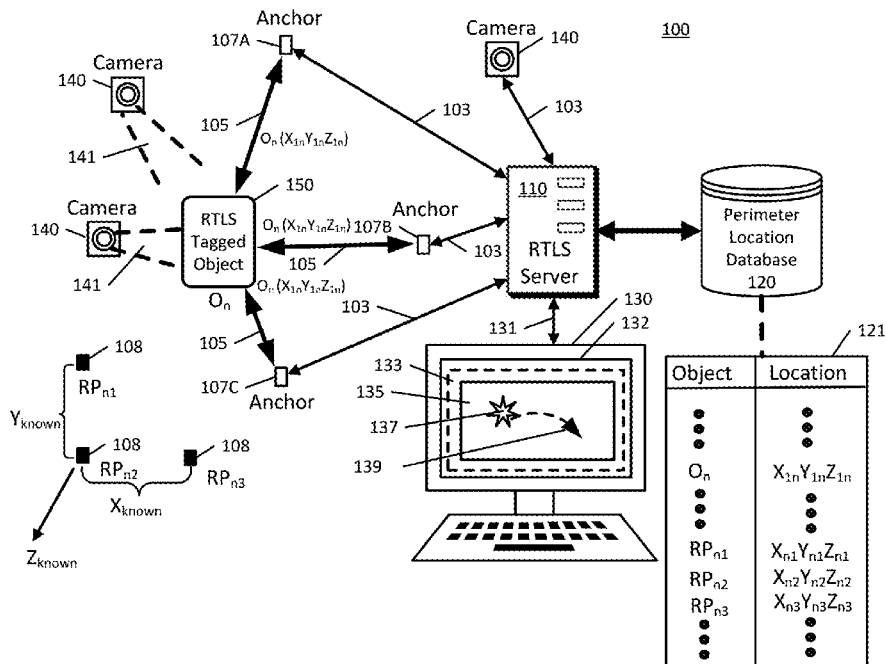 Anchor
107A
Camera
140
100
Camera
140
103
103
105
On (X1nY1nZ1n)
141
150
110
RTLS
Server
Camera
140
RTLS
Tagged
Object
On (X1nY1nZ1n) 107B
Anchor
105
103
Perimeter
Location
Database
120
141
On
On (X1nY1nZ1n)
103
131
130
132
121
105
108
RPn1
107C
Anchor
133
135
137
139
Object
Location
Yknown
108
RPn2
108
RPn3
Xknown
Zknown
On
X1nY1nZ1n
RPn1
Xn1Yn1Zn1
RPn2
Xn2Yn2Zn2
RPn3
Xn3Yn3Zn3